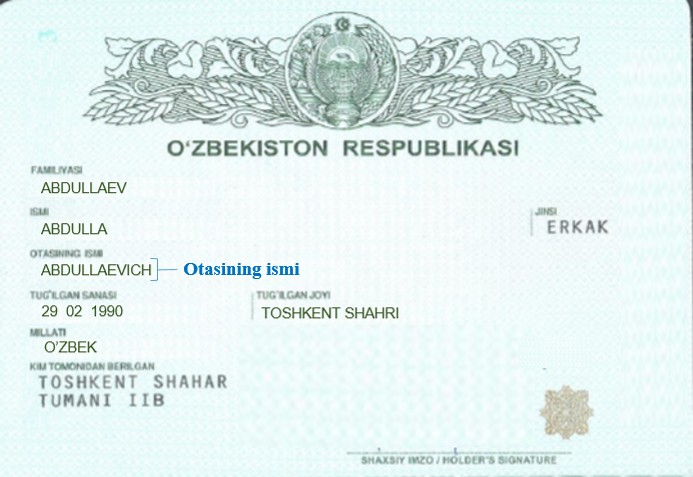 O‘ZBEKISTON RESPUBLIKASI
FAMILIYASI
ABDULLAEV
ISMI
ABDULLA
JINSI
ERKAK
OTASINING ISMI
ABDULLAEVICH
Otasining ismi
TUG'ILGAN SANASI
29 02 1990
TUG'ILGAN JOYI
TOSHKENT SHAHRI
MILLATI
O'ZBEK
KIM TOMONIDAN BERILGAN
TOSHKENT SHAHAR
TUMANI IIB
SHAXSIY IMZO / HOLDER'S SIGNATURE